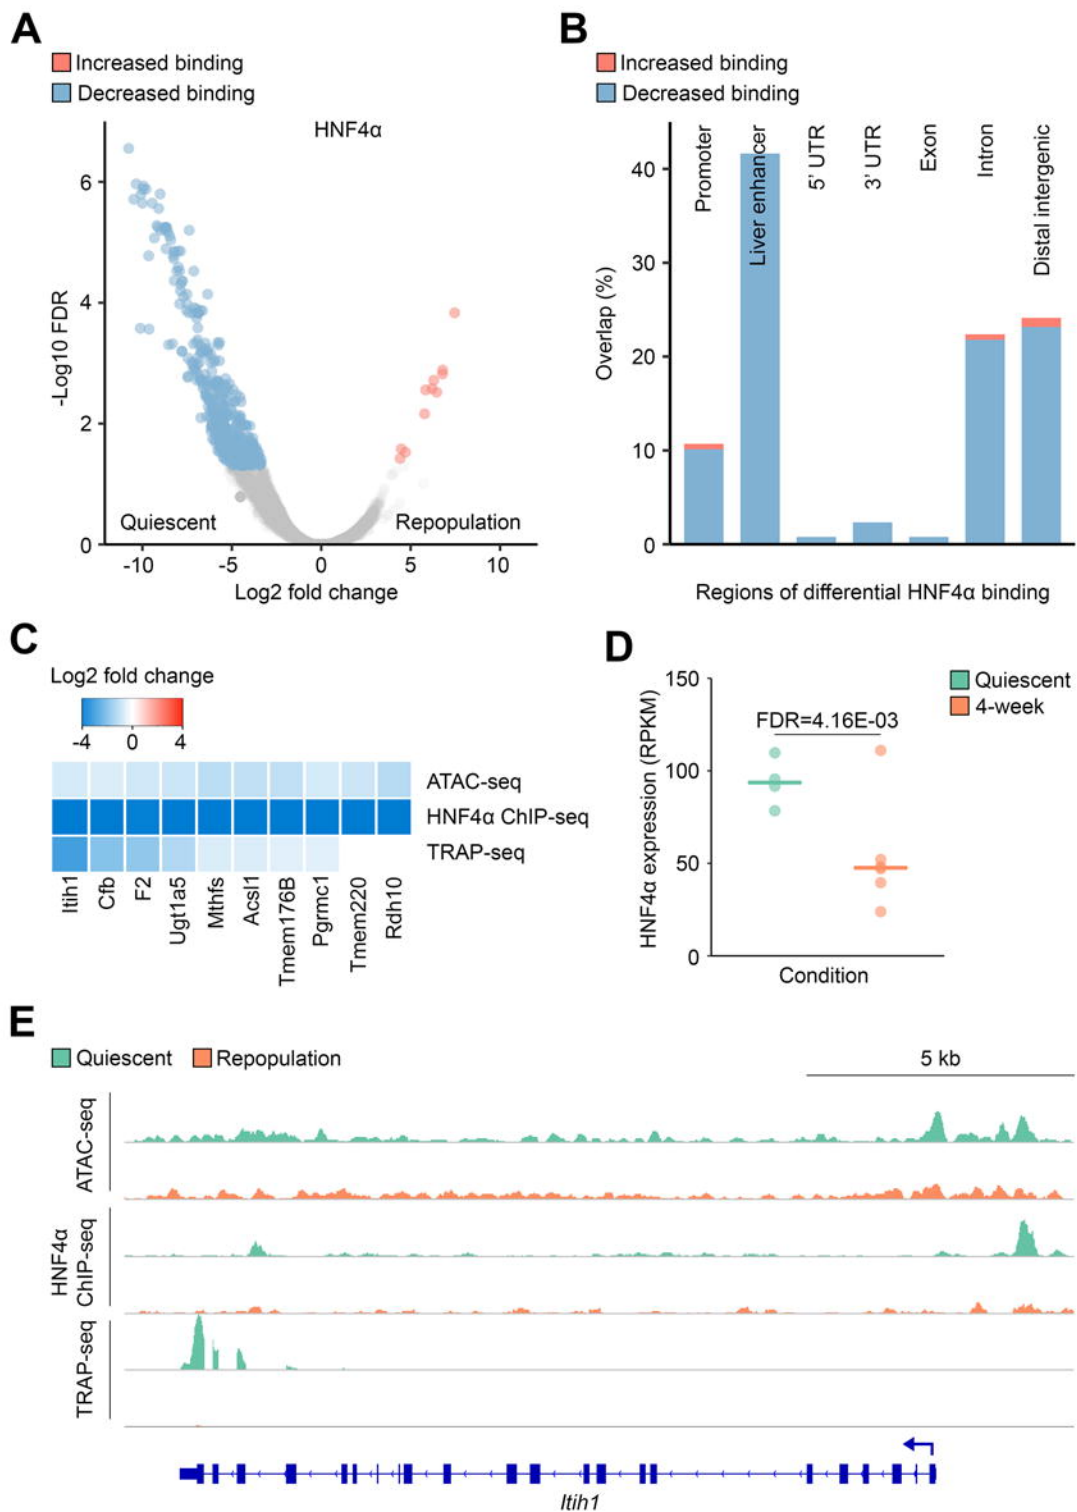 A
Increased binding
Decreased binding
HNF4α
6
4
2
0
-Log10 FDR
Quiescent
Repopulation
-10 -5 0 5 10
Log2 fold change
B
Increased binding
Decreased binding
Promoter
Liver enhancer
5' UTR
3' UTR
Exon
Intron
Distal intergenic
40
30
20
10
0
Overlap (%)
Regions of differential HNF4α binding
C
Log2 fold change
-4 0 4
ATAC-seq
HNF4α ChIP-seq
TRAP-seq
Itih1
Cfb
F2
Ugt1a5
Mthfs
Acsl1
Tmem176B
Pgrmc1
Tmem220
Rdh10
D
Quiescent
4-week
150
100
50
0
HNF4α expression (RPKM)
FDR=4.16E-03
Condition
E
Quiescent
Repopulation
5 kb
ATAC-seq
HNF4α
ChIP-seq
TRAP-seq
Itih1